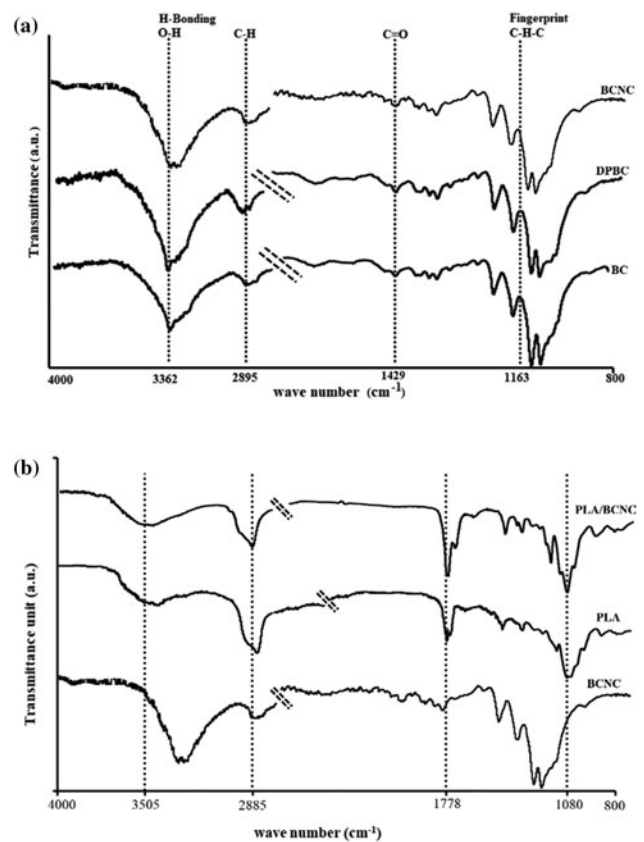 (a)
H-Bonding
O-H
C-H
C=O
Fingerprint
C-H-C
BCNC
DPBC
BC
Transmittance (a.u.)
4000 3362 2895 1429 1163 800
wave number (cm-1)
(b)
PLA/BCNC
PLA
BCNC
Transmittance unit (a.u.)
4000 3505 2885 1778 1080 800
wave number (cm-1)